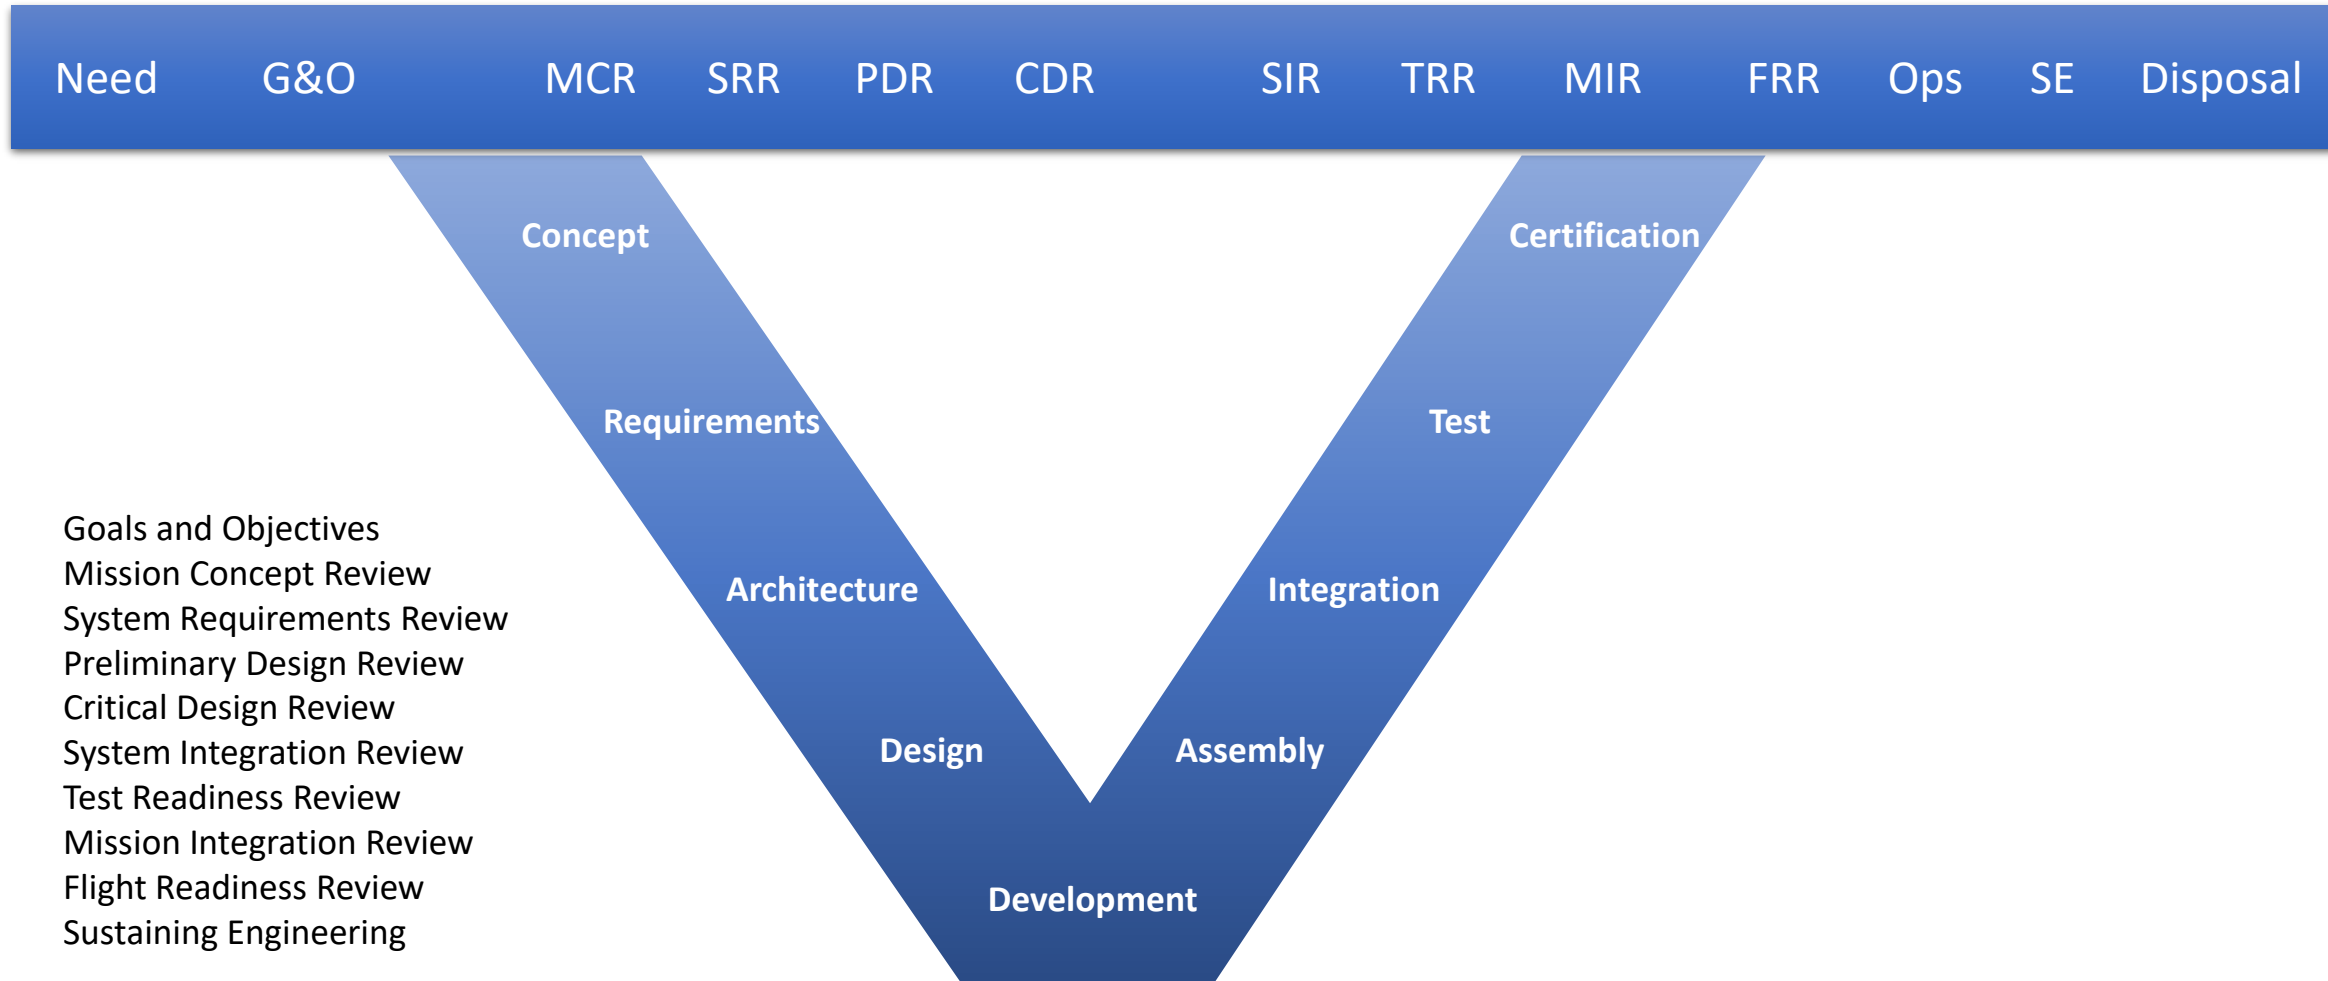 Need G&O MCR SRR PDR CDR SIR TRR MIR FRR Ops SE Disposal
Concept
Certification
Requirements
Test
Architecture
Integration
Design
Assembly
Development
Goals and Objectives
Mission Concept Review
System Requirements Review
Preliminary Design Review
Critical Design Review
System Integration Review
Test Readiness Review
Mission Integration Review
Flight Readiness Review
Sustaining Engineering